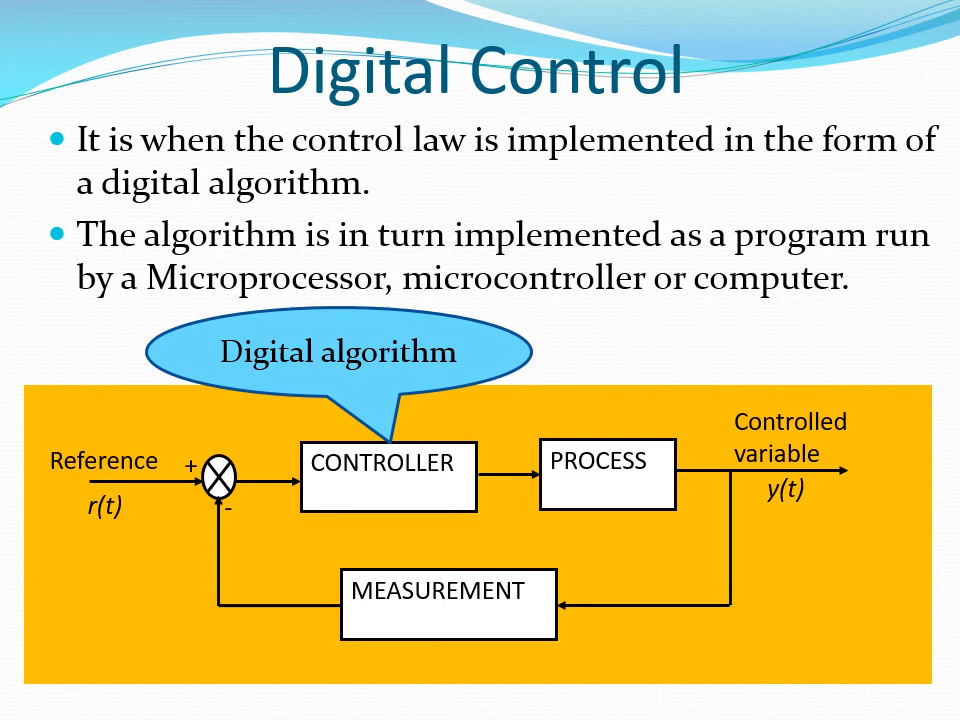 Digital Control
It is when the control law is implemented in the form of
a digital algorithm.
The algorithm is in turn implemented as a program run
by a Microprocessor, microcontroller or computer.
Digital algorithm
Controlled
variable
y(t)
Reference
+
r(t)
-
CONTROLLER
PROCESS
MEASUREMENT